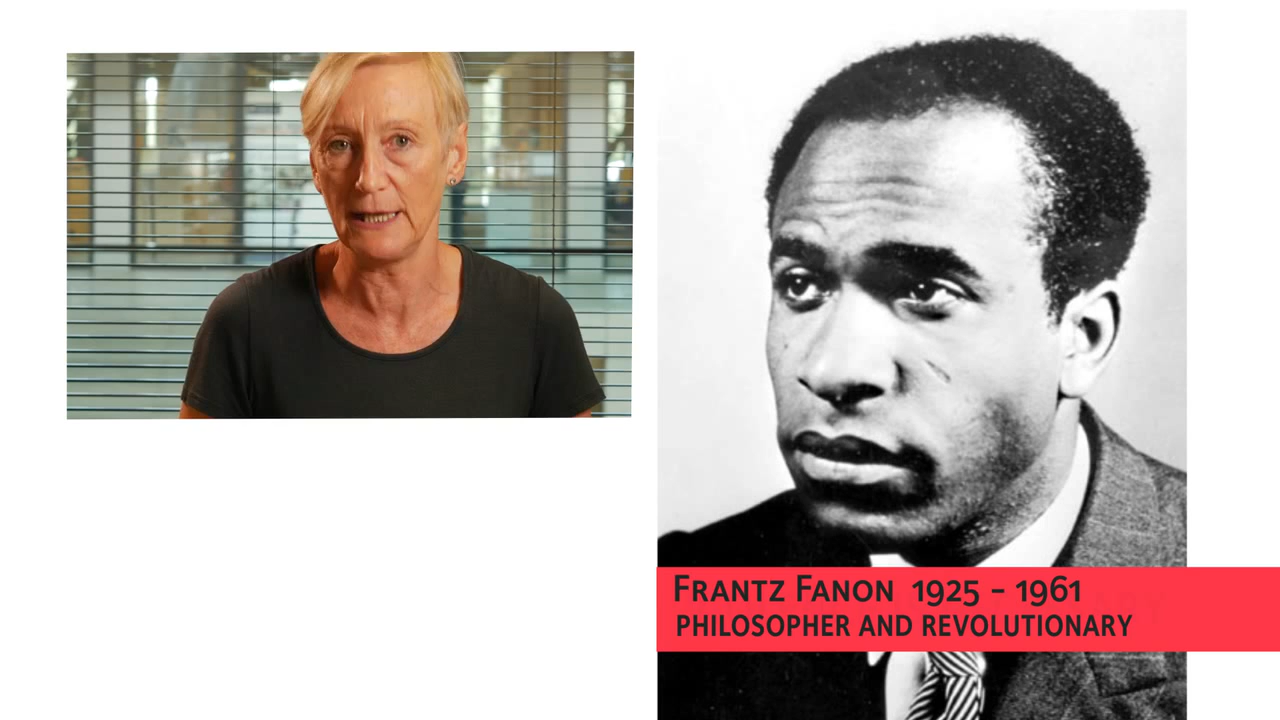 Frantz Fanon 1925 – 1961
PHILOSOPHER AND REVOLUTIONARY